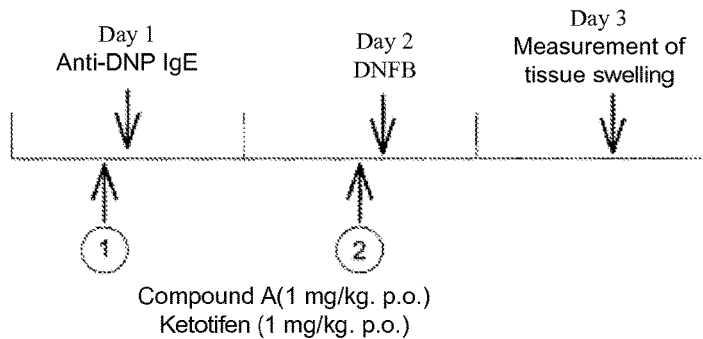 Day 1
Anti-DNP IgE
Day 2
DNFB
Day 3
Measurement of
tissue swelling
1
2
Compound A(1 mg/kg. p.o.)
Ketotifen (1 mg/kg. p.o.)